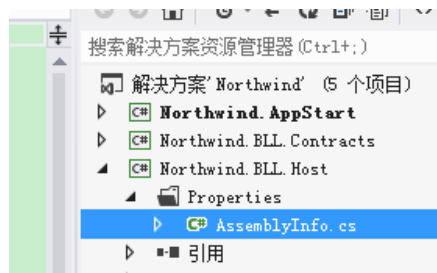 搜索解决方案资源管理器(Ctrl+;)
解决方案'Northwind' (5 个项目)
C# Northwind.AppStart
C# Northwind.BLL.Contracts
C# Northwind.BLL.Host
Properties
C# AssemblyInfo.cs
引用